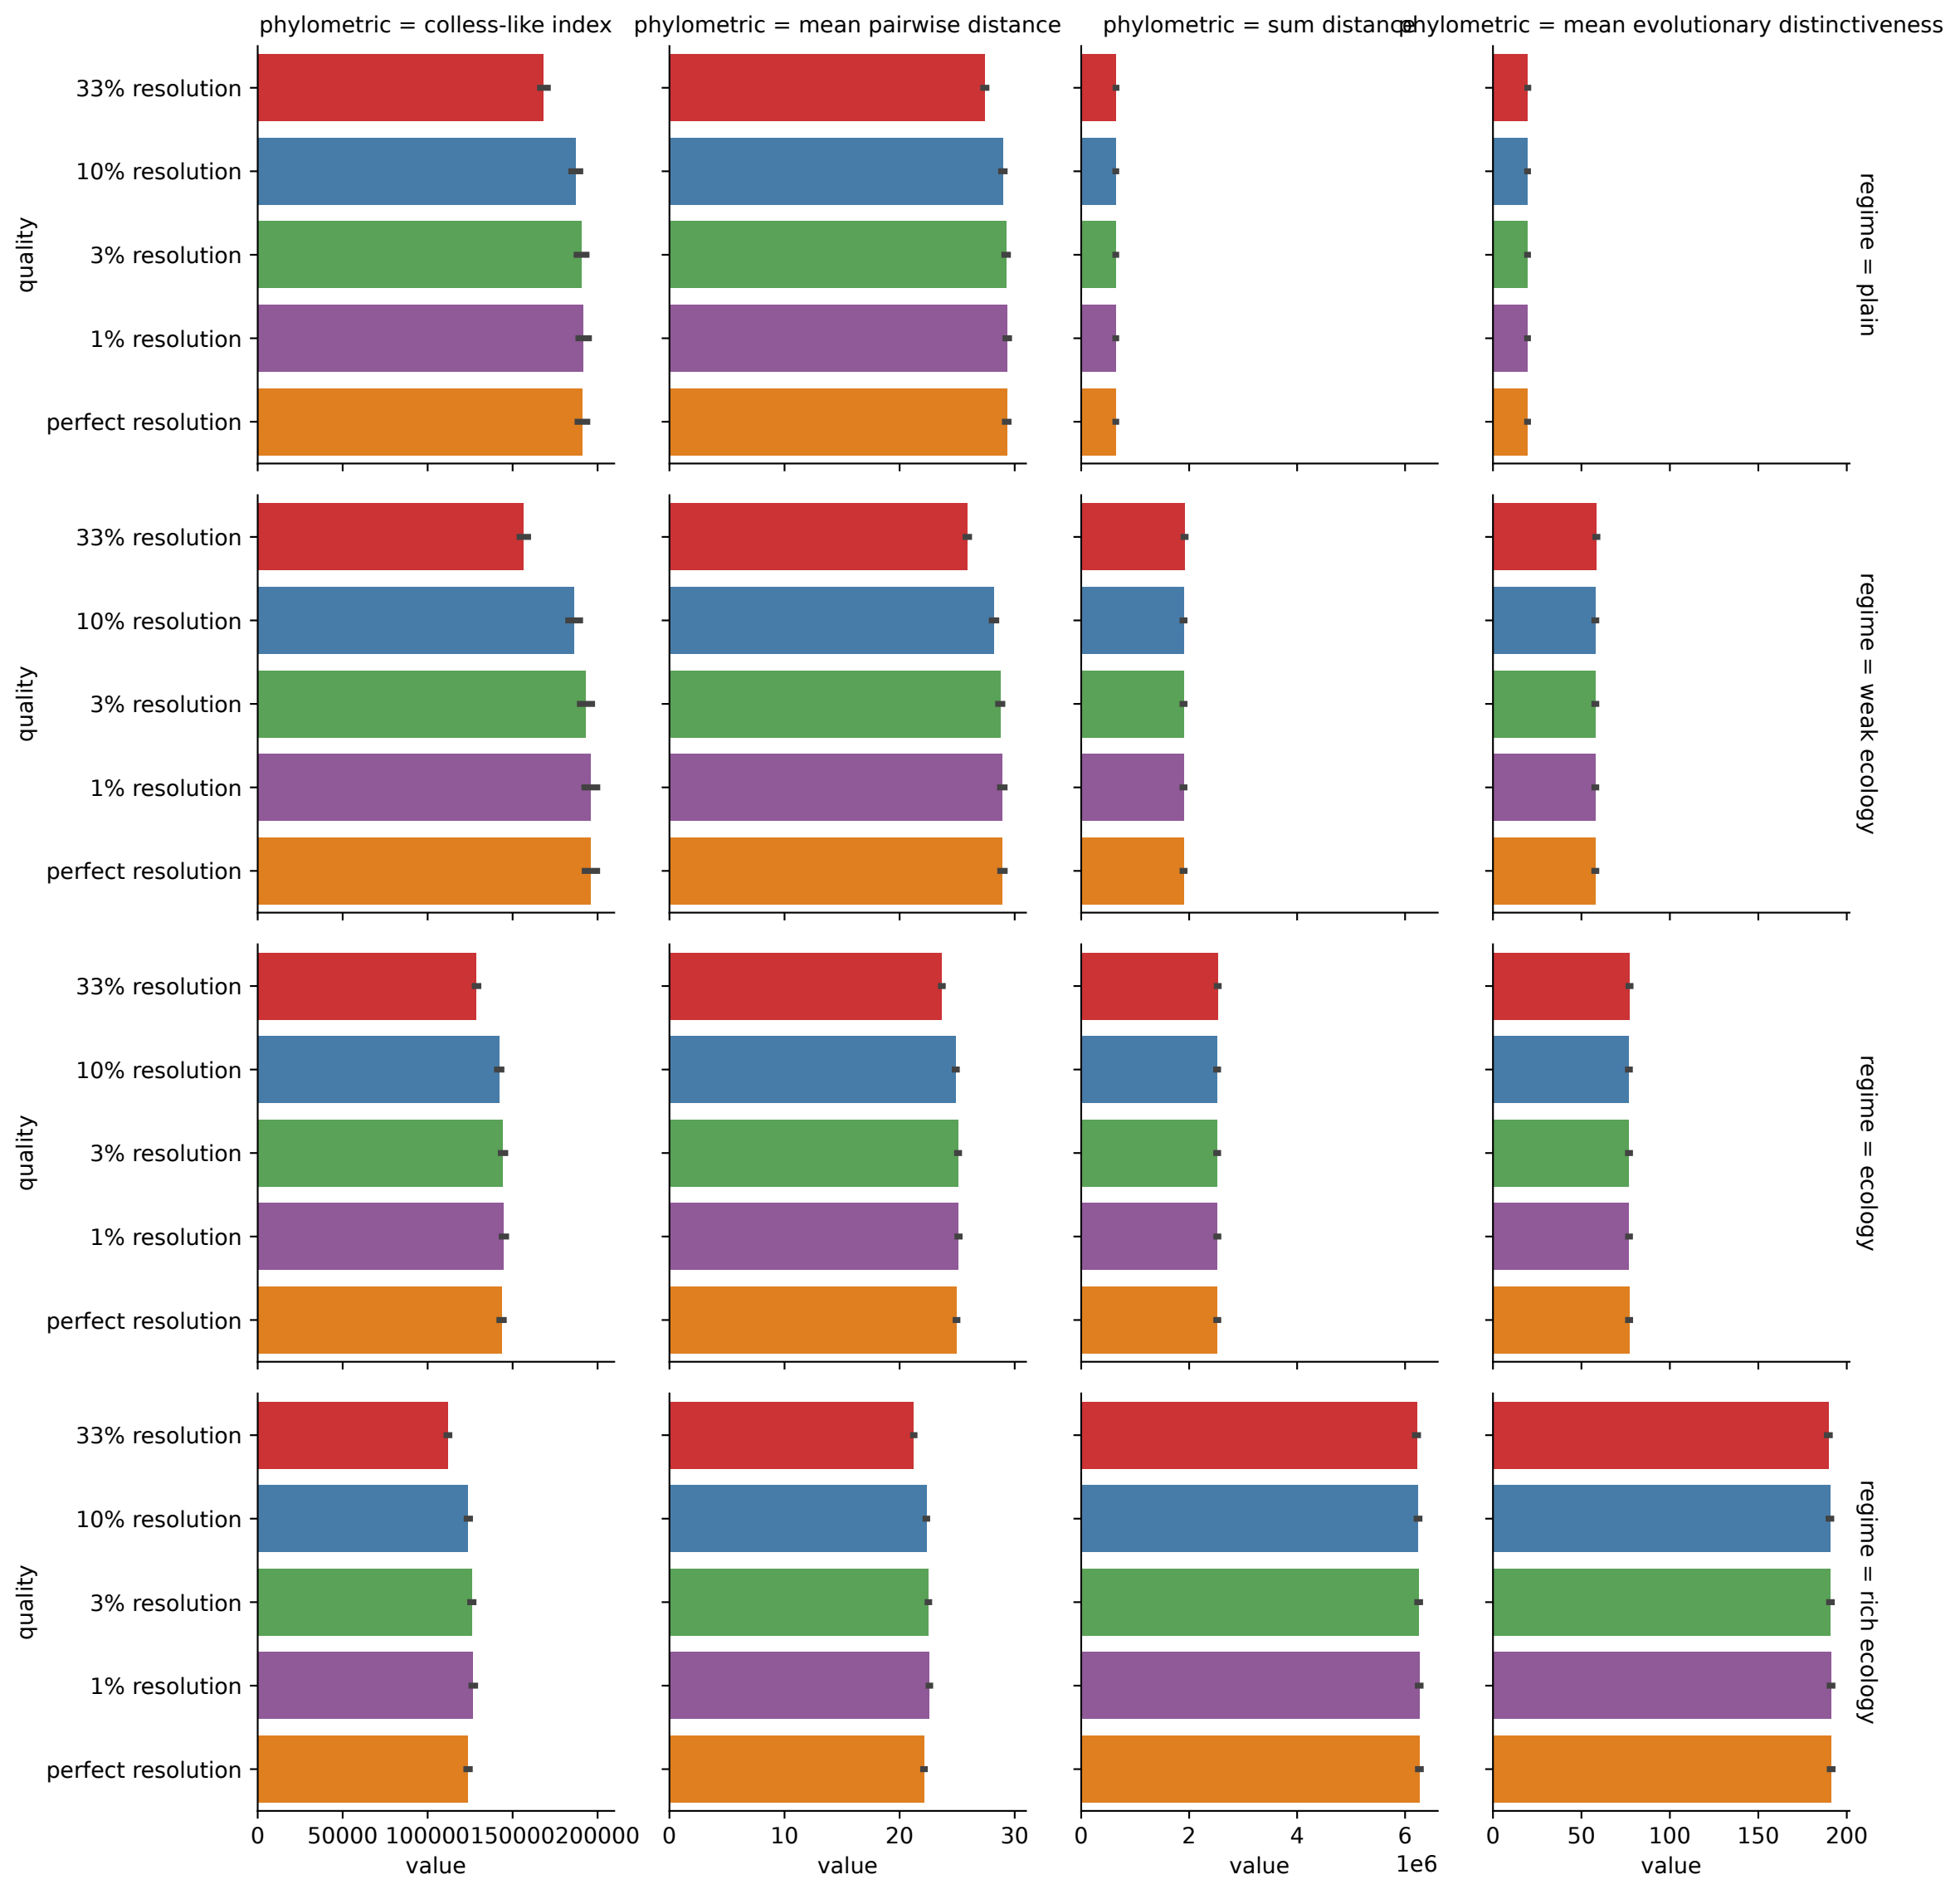 phylometric = colless-like index
phylometric = mean pairwise distance
phylometric = sum distance
phylometric = mean evolutionary distinctiveness
quality
33% resolution
10% resolution
3% resolution
1% resolution
perfect resolution
regime = plain
quality
33% resolution
10% resolution
3% resolution
1% resolution
perfect resolution
regime = weak ecology
quality
33% resolution
10% resolution
3% resolution
1% resolution
perfect resolution
regime = ecology
quality
33% resolution
10% resolution
3% resolution
1% resolution
perfect resolution
regime = rich ecology
0 50000 100000 150000 200000
value
0 10 20 30
value
0 2 4 6
1e6
value
0 50 100 150 200
value